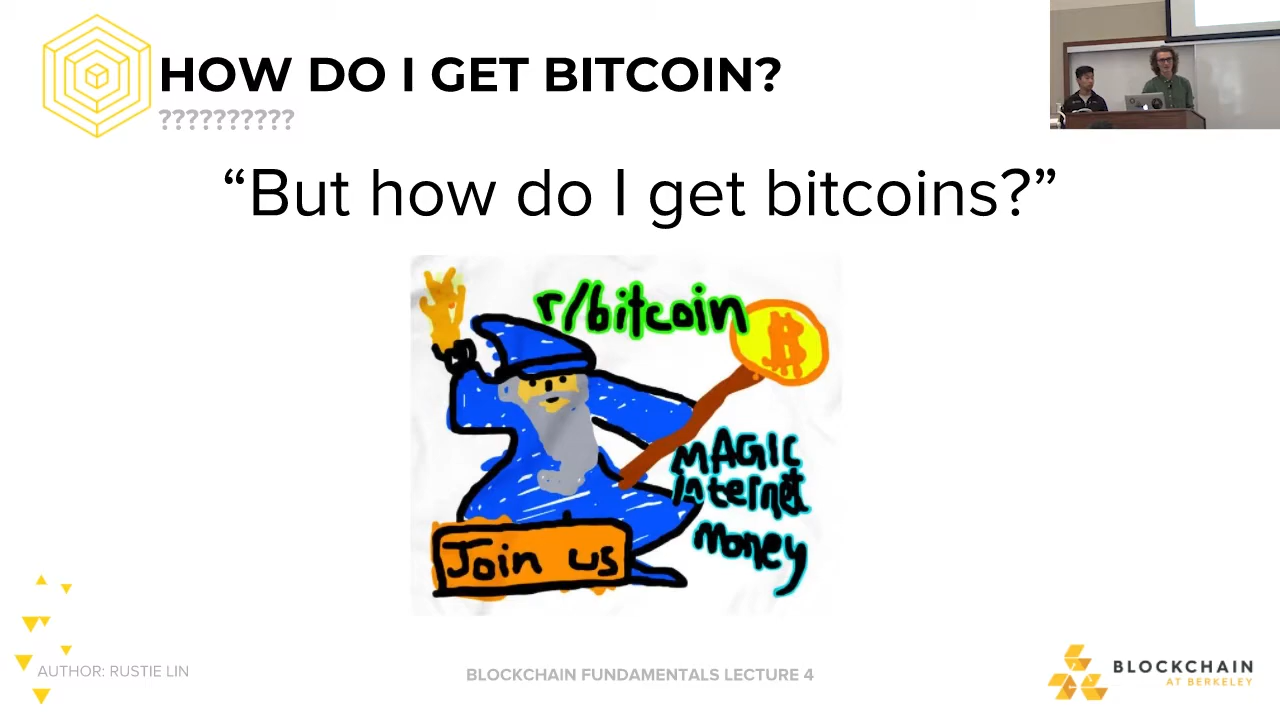 HOW DO I GET BITCOIN?
??????????
“But how do I get bitcoins?”
r/bitcoin
MAGIC
internet
money
Join us
AUTHOR: RUSTIE LIN
BLOCKCHAIN FUNDAMENTALS LECTURE 4
BLOCKCHAIN
AT BERKELEY